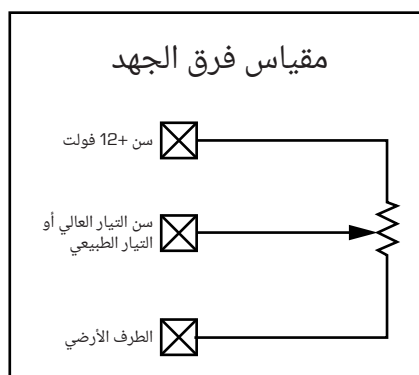 مقياس فرق الجهد
سن +12 فولت
سن التيار العالي أو
التيار الطبيعي
الطرف الأرضي